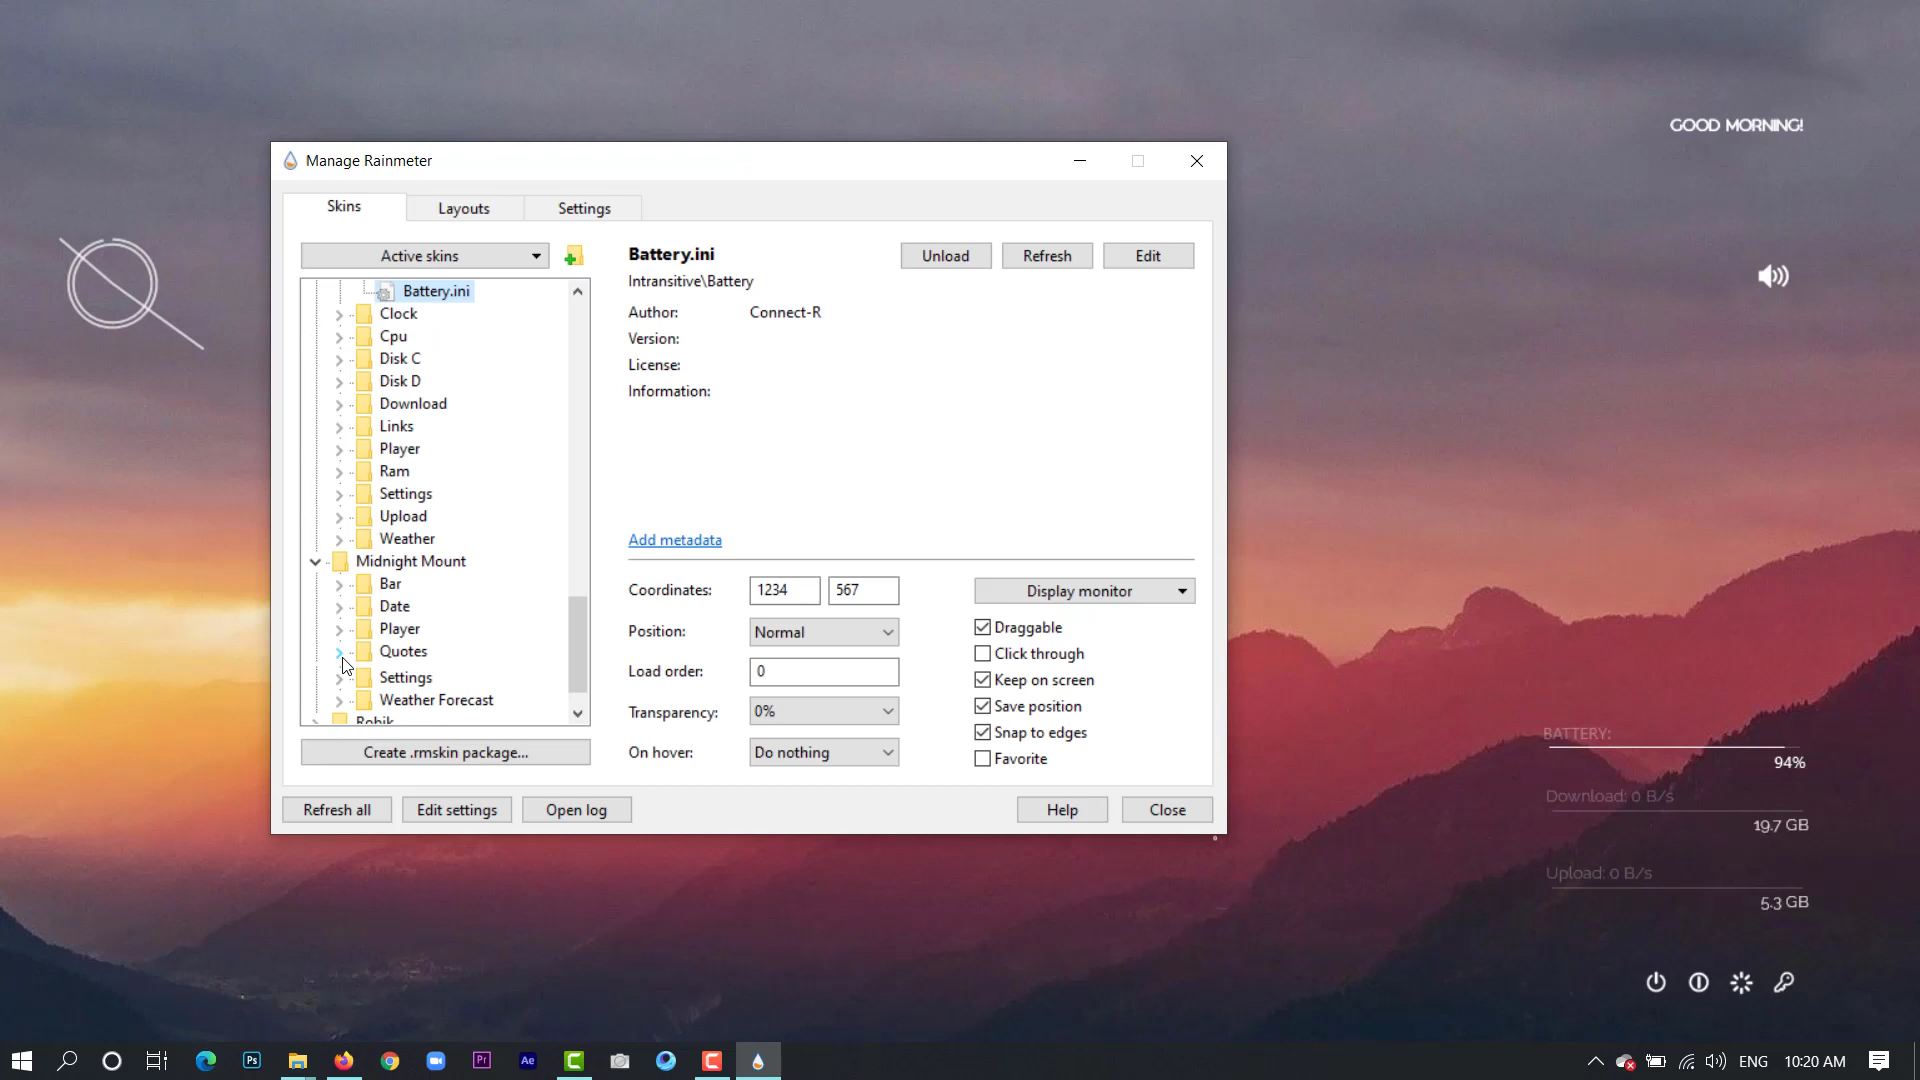 GOOD MORNING!
Manage Rainmeter
Skins
Layouts
Settings
Active skins
Battery.ini
Clock
Cpu
Disk C
Disk D
Download
Links
Player
Ram
Settings
Upload
Weather
Midnight Mount
Bar
Date
Player
Quotes
Settings
Weather Forecast
Robik
Create .rmskin package...
Battery.ini
Unload
Refresh
Edit
Intransitive\Battery
Author: Connect-R
Version:
License:
Information:
Add metadata
Coordinates: 1234 567
Display monitor
Position: Normal
Draggable
Click through
Load order: 0
Keep on screen
Transparency: 0%
Save position
Snap to edges
On hover: Do nothing
Favorite
Refresh all
Edit settings
Open log
Help
Close
BATTERY:
94%
Download: 0 B/s
19.7 GB
Upload: 0 B/s
5.3 GB
Ps
Pr
Ae
ENG
10:20 AM